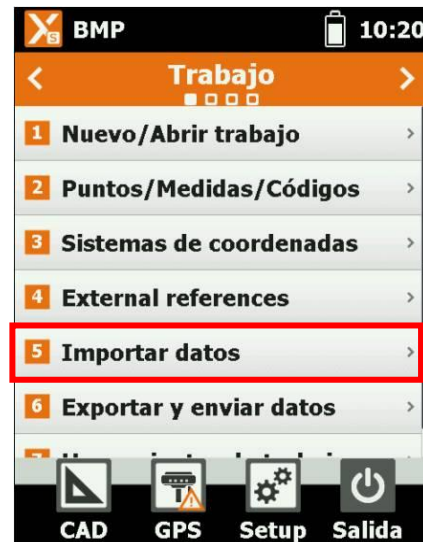 XS BMP 10:20
< Trabajo >
1 Nuevo/Abrir trabajo >
2 Puntos/Medidas/Códigos >
3 Sistemas de coordenadas >
4 External references >
5 Importar datos >
6 Exportar y enviar datos >
CAD GPS Setup Salida